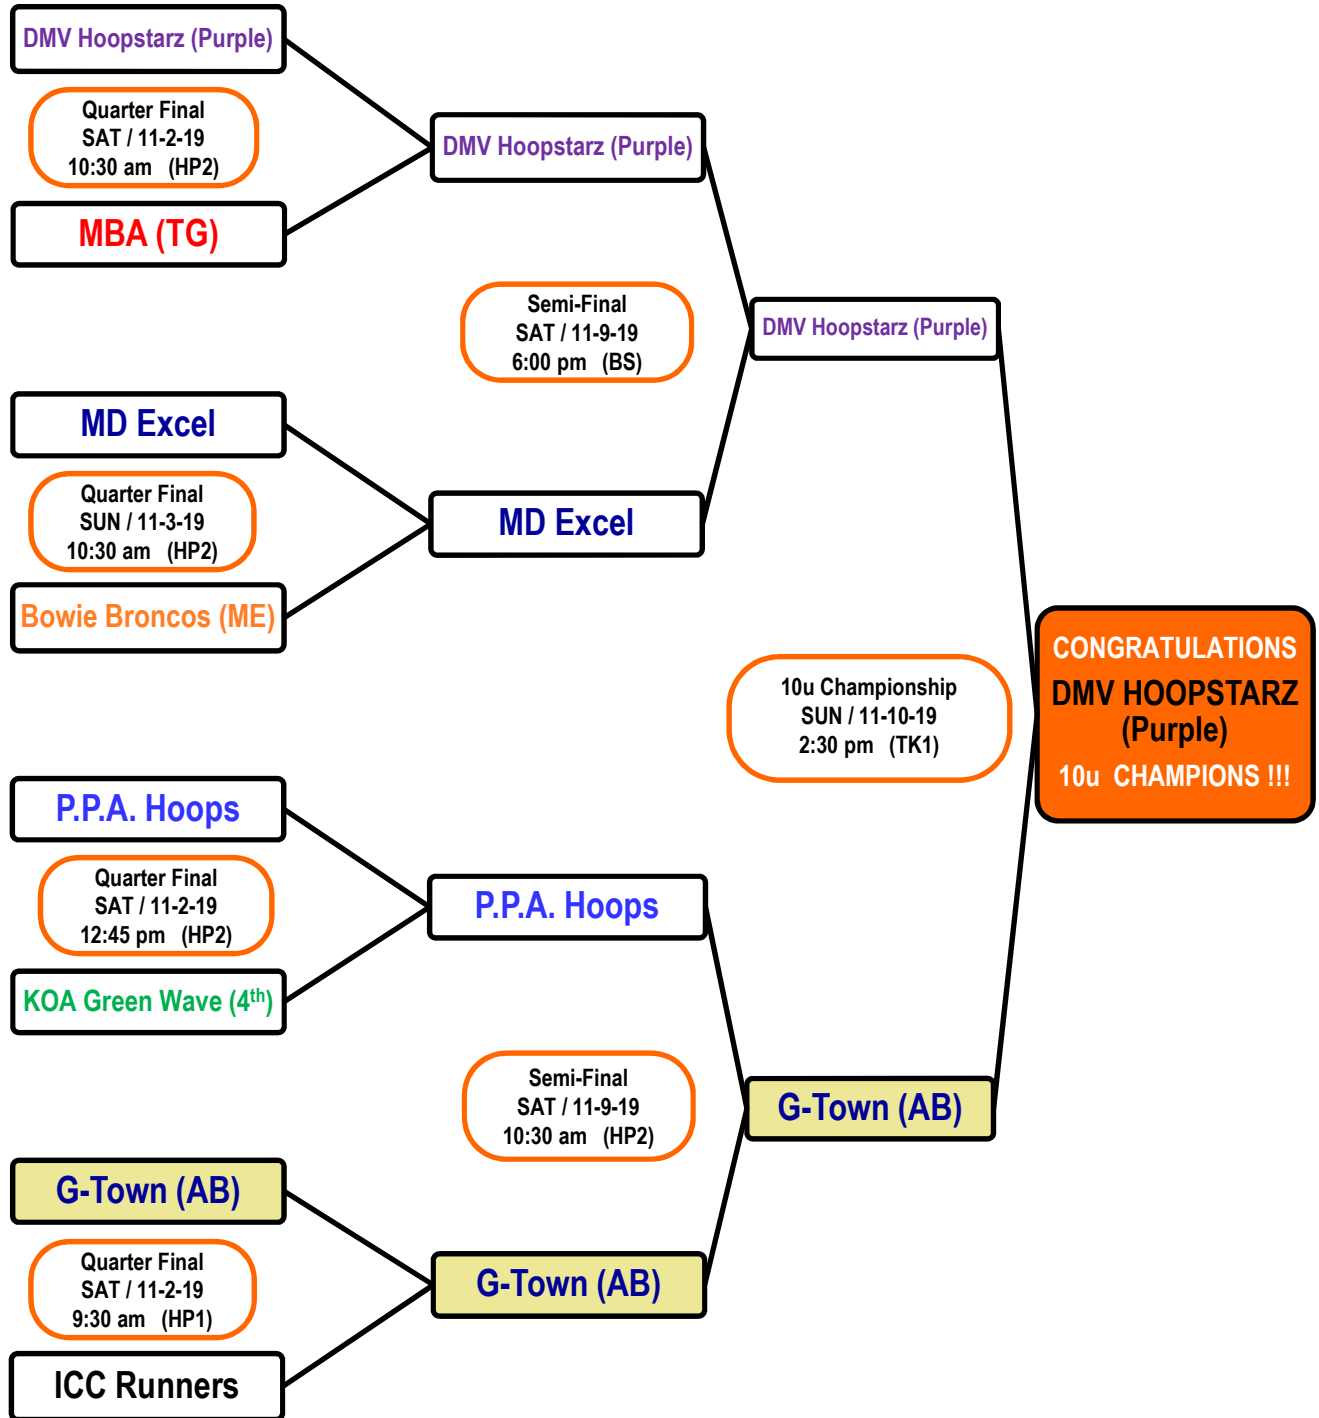 DMV Hoopstarz (Purple)
Quarter Final
SAT / 11-2-19
10:30 am (HP2)
MBA (TG)
DMV Hoopstarz (Purple)
Semi-Final
SAT / 11-9-19
6:00 pm (BS)
DMV Hoopstarz (Purple)
MD Excel
Quarter Final
SUN / 11-3-19
10:30 am (HP2)
Bowie Broncos (ME)
MD Excel
10u Championship
SUN / 11-10-19
2:30 pm (TK1)
CONGRATULATIONS
DMV HOOPSTARZ
(Purple)
10u CHAMPIONS !!!
P.P.A. Hoops
Quarter Final
SAT / 11-2-19
12:45 pm (HP2)
KOA Green Wave (4th)
P.P.A. Hoops
Semi-Final
SAT / 11-9-19
10:30 am (HP2)
G-Town (AB)
G-Town (AB)
Quarter Final
SAT / 11-2-19
9:30 am (HP1)
ICC Runners
G-Town (AB)